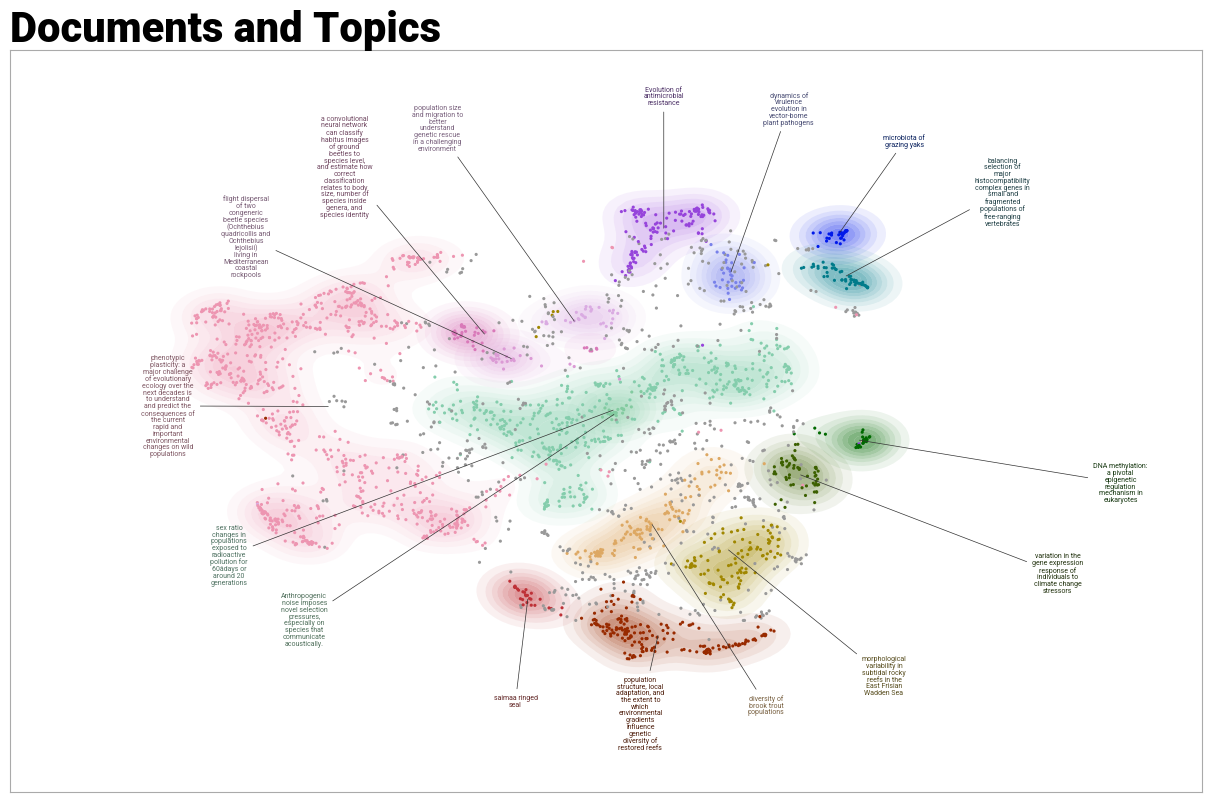 Documents and Topics
Evolution of
antimicrobial
resistance
dynamics of
virulence
evolution in
vector-borne
plant pathogens
population size
and migration to
better
understand
genetic rescue
in a challenging
environment
a convolutional
neural network
can classify
habitus images
of ground
beetles to
species level,
and estimate how
correct
classification
relates to body
size, number of
species inside
genera, and
species identity
microbiota of
grazing yaks
balancing
selection of
major
histocompatibility
complex genes in
small and
fragmented
populations of
free-ranging
vertebrates
flight dispersal
of two
congeneric
beetle species
(Ochthebius
quadricollis and
Ochthebius
lejolisii)
living in
Mediterranean
coastal
rockpools
phenotypic
plasticity: a
major challenge
of evolutionary
ecology over the
next decades is
to understand
and predict the
consequences of
the current
rapid and
important
environmental
changes on wild
populations
DNA methylation:
a pivotal
epigenetic
regulation
mechanism in
eukaryotes
sex ratio
changes in
populations
exposed to
radioactive
pollution for
60âdays or
around 20
generations
variation in the
gene expression
response of
individuals to
climate change
stressors
Anthropogenic
noise imposes
novel selection
pressures,
especially on
species that
communicate
acoustically.
morphological
variability in
subtidal rocky
reefs in the
East Frisian
Wadden Sea
saimaa ringed
seal
population
structure, local
adaptation, and
the extent to
which
environmental
gradients
influence
genetic
diversity of
restored reefs
diversity of
brook trout
populations